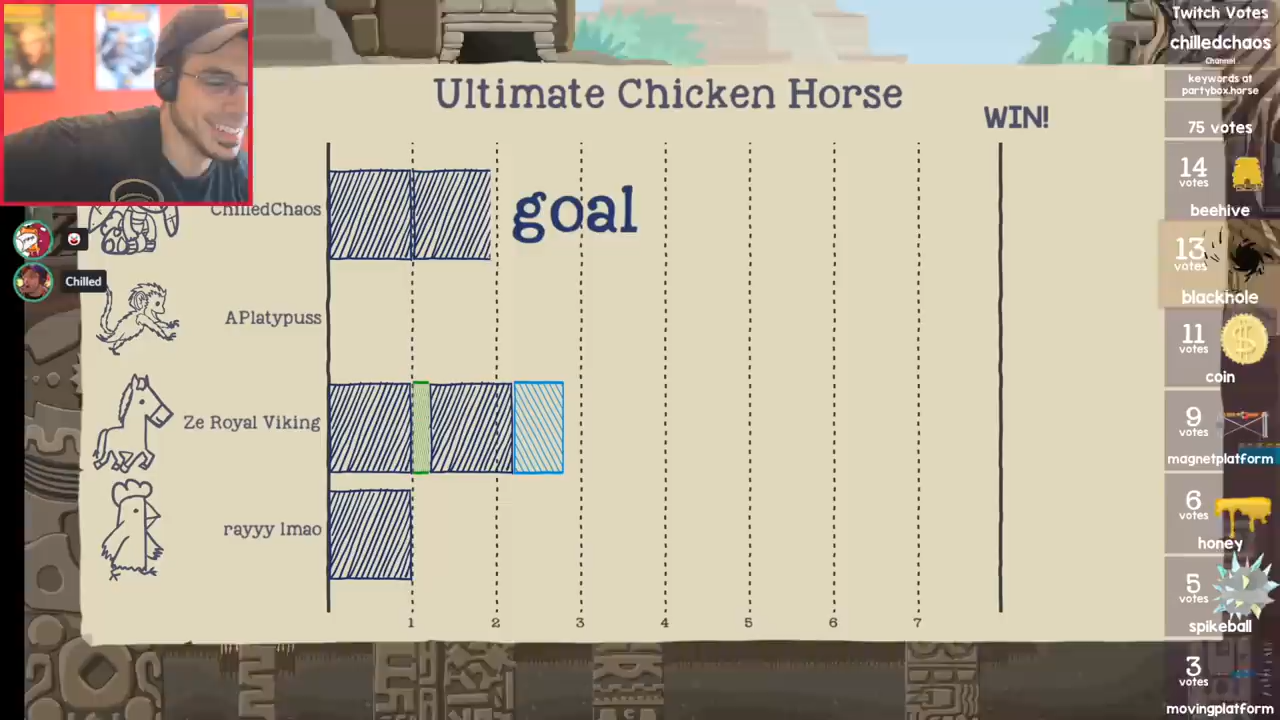 Ultimate Chicken Horse
WIN!
ChilledChaos
goal
APlatypuss
Ze Royal Viking
rayyy lmao
1 2 3 4 5 6 7
Chilled
Twitch Votes
chilledchaos
Channel
keywords at
partybox.horse
75 votes
14
votes
beehive
13
votes
blackhole
11
votes
coin
9
votes
magnetplatform
6
votes
honey
5
votes
spikeball
3
votes
movingplatform